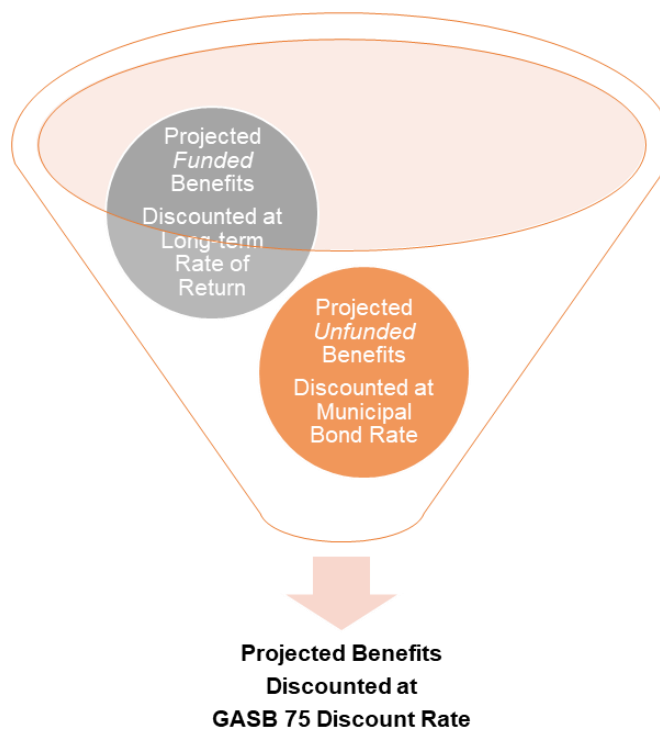 Projected
Funded
Benefits
Discounted at
Long-term
Rate of
Return
Projected
Unfunded
Benefits
Discounted at
Municipal
Bond Rate
Projected Benefits
Discounted at
GASB 75 Discount Rate